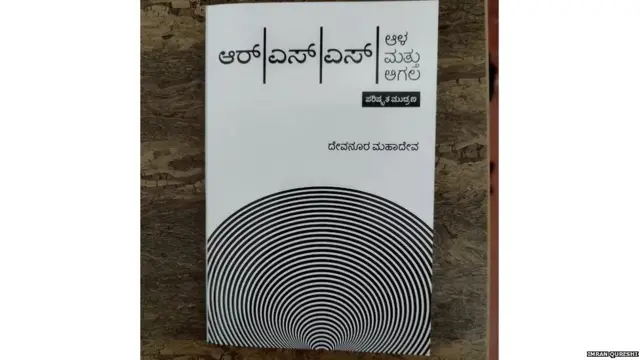 ಆರ್|ಎಸ್|ಎಸ್|
ಆಳ
ಮತ್ತು
ಅಗಲ
ಪರಿಷ್ಕೃತ ಮುದ್ರಣ
ದೇವನೂರ ಮಹಾದೇವ
IMRAN QURESHI